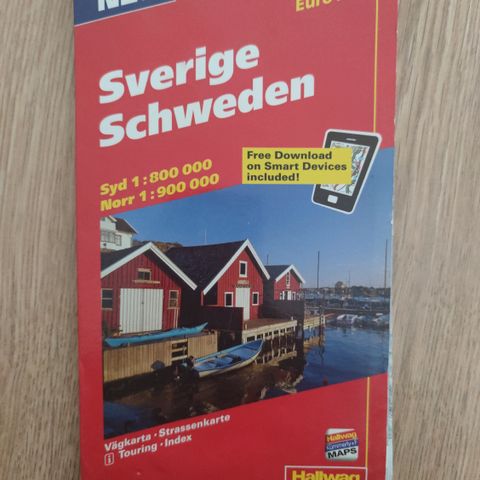 Sverige
Schweden
Syd 1:800 000
Norr 1:900 000
Free Download
on Smart Devices
included!
Vägkarta · Strassenkarte
i Touring · Index
Hallwag
MAPS
Hallwag